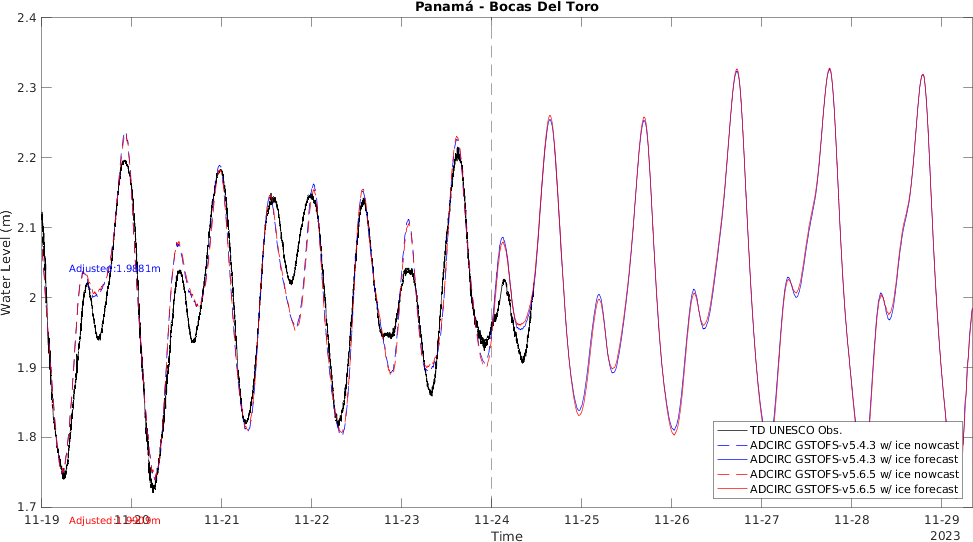 Panamá - Bocas Del Toro
2.4
2.3
2.2
2.1
2
1.9
1.8
1.7
Water Level (m)
Adjusted:1.9881m
TD UNESCO Obs.
ADCIRC GSTOFS-v5.4.3 w/ ice nowcast
ADCIRC GSTOFS-v5.4.3 w/ ice forecast
ADCIRC GSTOFS-v5.6.5 w/ ice nowcast
ADCIRC GSTOFS-v5.6.5 w/ ice forecast
11-19 11-20 11-21 11-22 11-23 11-24 11-25 11-26 11-27 11-28 11-29
2023
Time